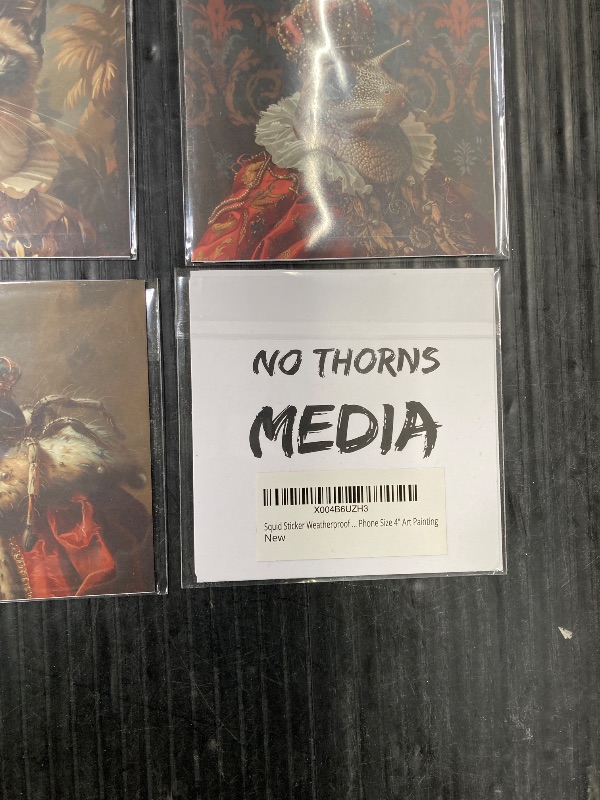 NO THORNS
MEDIA
X004B6UZH3
Squid Sticker Weatherproof ... Phone Size 4" Art Painting
New